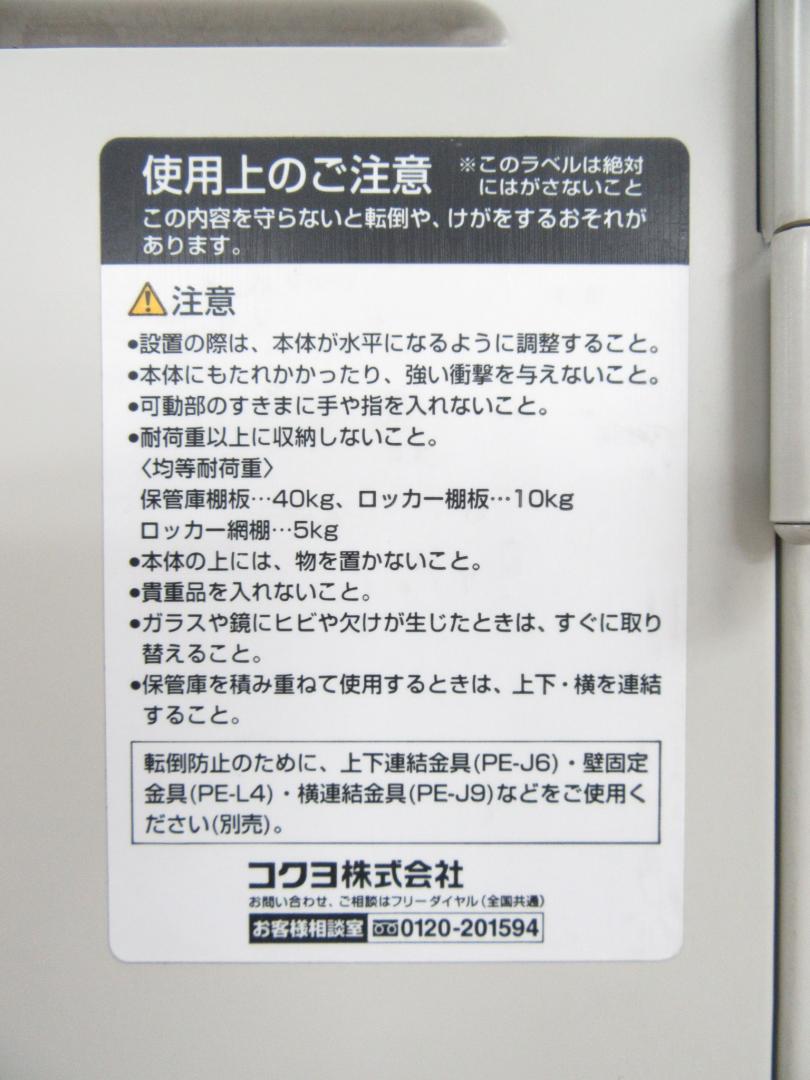 使用上のご注意
※このラベルは絶対
にはがさないこと
この内容を守らないと転倒や、けがをするおそれが
あります。
注意
●設置の際は、本体が水平になるように調整すること。
●本体にもたれかかったり、強い衝撃を与えないこと。
●可動部のすきまに手や指を入れないこと。
●耐荷重以上に収納しないこと。
〈均等耐荷重〉
保管庫棚板…40kg、ロッカー棚板…10kg
ロッカー網棚…5kg
●本体の上には、物を置かないこと。
●貴重品を入れないこと。
●ガラスや鏡にヒビや欠けが生じたときは、すぐに取り
替えること。
●保管庫を積み重ねて使用するときは、上下・横を連結
すること。
転倒防止のために、上下連結金具(PE-J6)・壁固定
金具(PE-L4)・横連結金具(PE-J9)などをご使用く
ださい(別売)。
コクヨ株式会社
お問い合わせ、ご相談はフリーダイヤル(全国共通)
お客様相談室 0120-201594